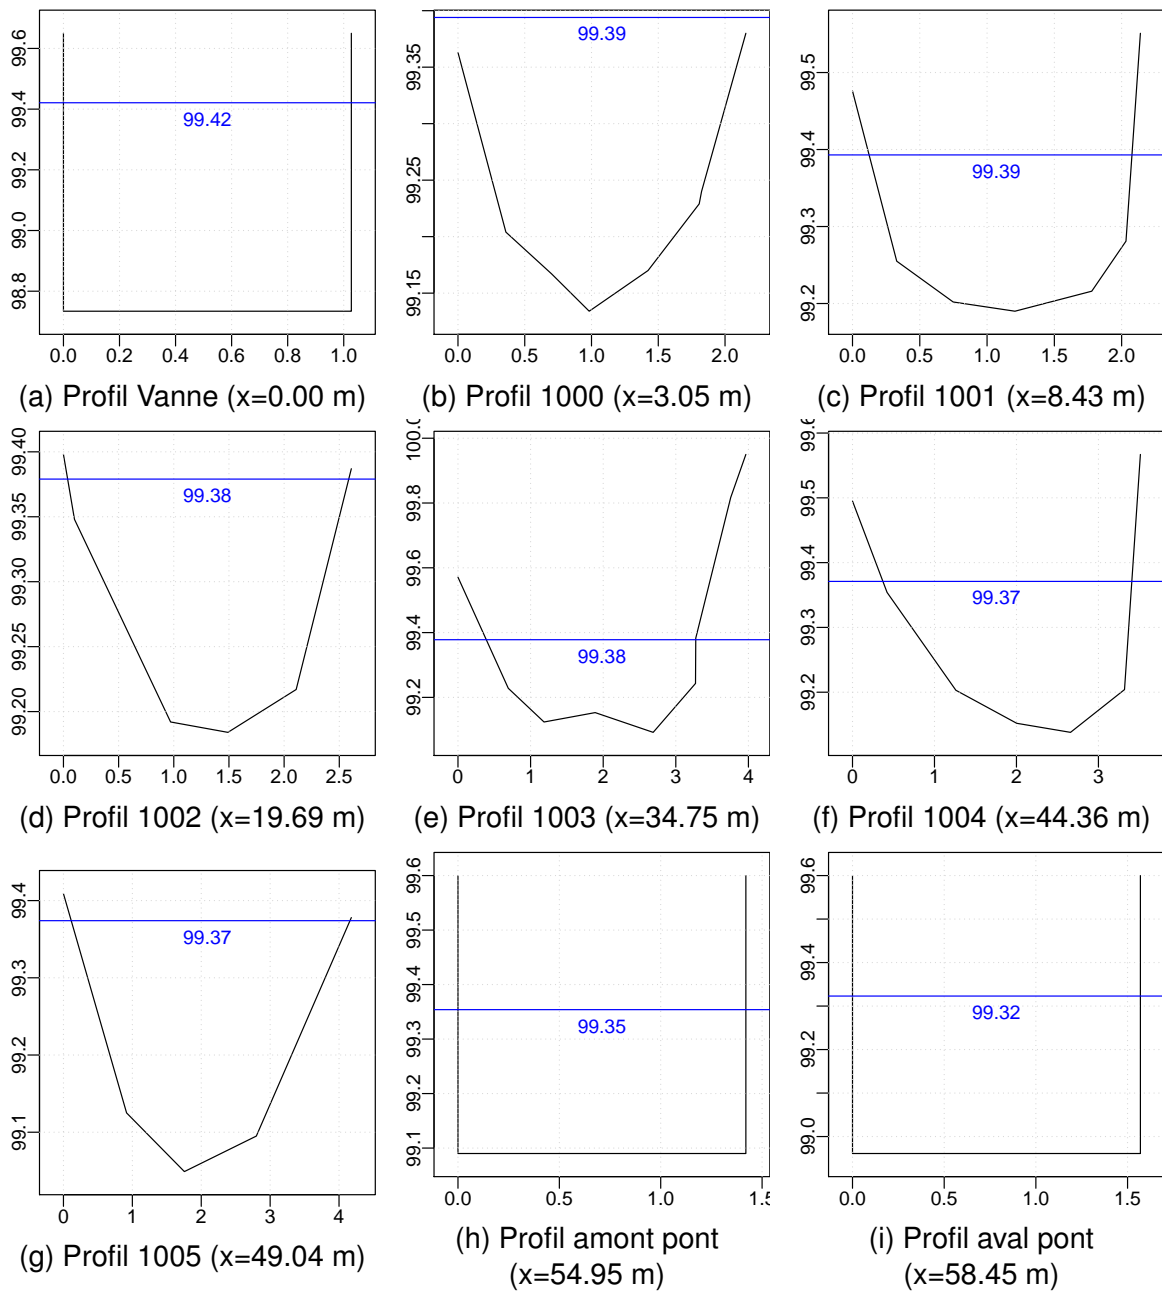 99.6
99.4
99.2
99.0
98.8
99.42
0.0 0.2 0.4 0.6 0.8 1.0
(a) Profil Vanne (x=0.00 m)
99.35
99.25
99.15
99.39
0.0 0.5 1.0 1.5 2.0
(b) Profil 1000 (x=3.05 m)
99.5
99.4
99.3
99.2
99.39
0.0 0.5 1.0 1.5 2.0
(c) Profil 1001 (x=8.43 m)
99.40
99.35
99.30
99.25
99.20
99.38
0.0 0.5 1.0 1.5 2.0 2.5
(d) Profil 1002 (x=19.69 m)
100.0
99.8
99.6
99.4
99.2
99.38
0 1 2 3 4
(e) Profil 1003 (x=34.75 m)
99.6
99.5
99.4
99.3
99.2
99.37
0 1 2 3
(f) Profil 1004 (x=44.36 m)
99.4
99.3
99.2
99.1
99.37
0 1 2 3 4
(g) Profil 1005 (x=49.04 m)
99.6
99.5
99.4
99.3
99.2
99.1
99.35
0.0 0.5 1.0 1.5
(h) Profil amont pont
(x=54.95 m)
99.6
99.4
99.2
99.0
99.32
0.0 0.5 1.0 1.5
(i) Profil aval pont
(x=58.45 m)